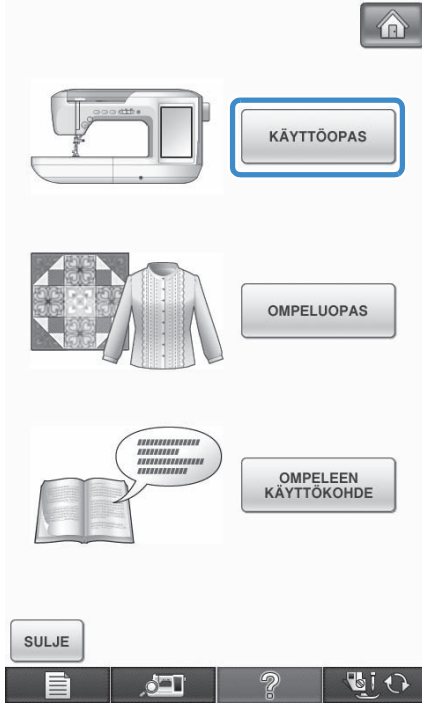 KÄYTTÖOPAS
OMPELUOPAS
OMPELEEN
KÄYTTÖKOHDE
SULJE